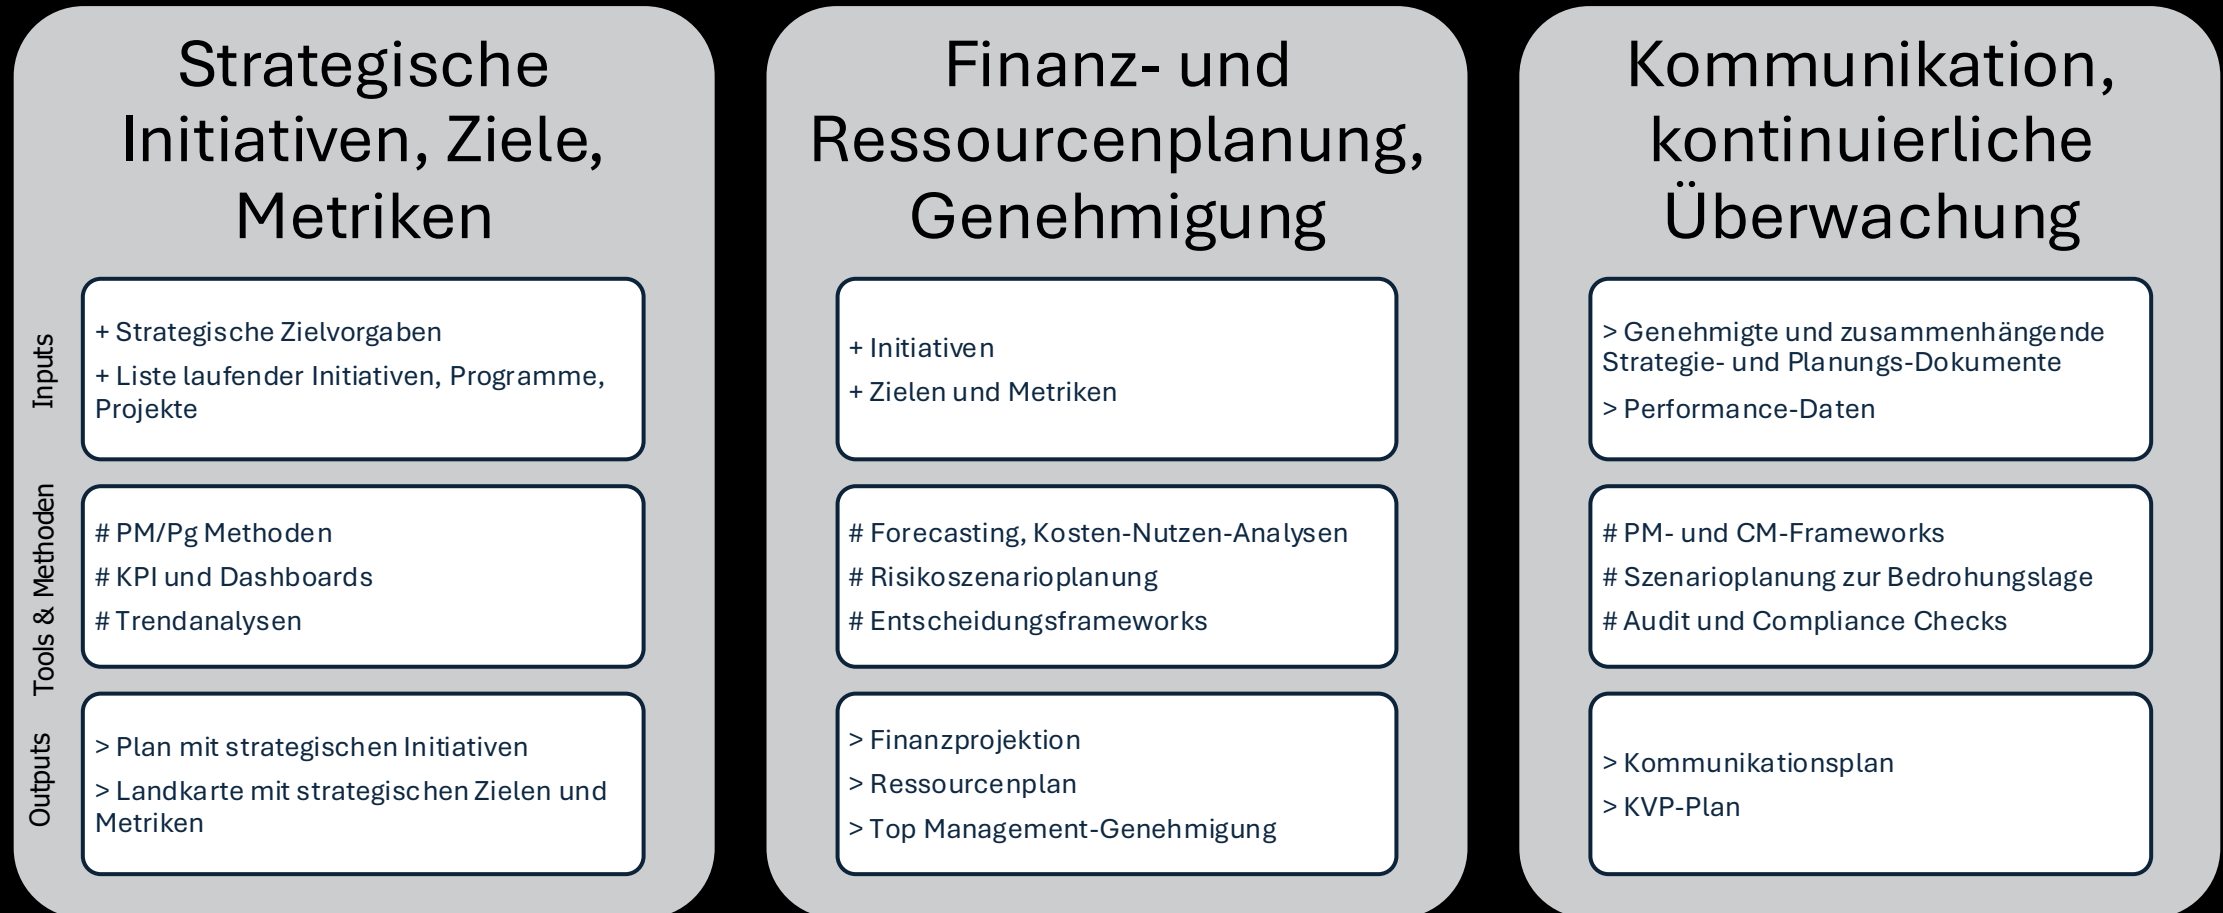 Strategische
Initiativen, Ziele,
Metriken
Inputs
+ Strategische Zielvorgaben
+ Liste laufender Initiativen, Programme,
Projekte
Tools & Methoden
# PM/Pg Methoden
# KPI und Dashboards
# Trendanalysen
Outputs
> Plan mit strategischen Initiativen
> Landkarte mit strategischen Zielen und
Metriken
Finanz- und
Ressourcenplanung,
Genehmigung
+ Initiativen
+ Zielen und Metriken
# Forecasting, Kosten-Nutzen-Analysen
# Risikoszenarioplanung
# Entscheidungsframeworks
> Finanzprojektion
> Ressourcenplan
> Top Management-Genehmigung
Kommunikation,
kontinuierliche
Überwachung
> Genehmigte und zusammenhängende
Strategie- und Planungs-Dokumente
> Performance-Daten
# PM- und CM-Frameworks
# Szenarioplanung zur Bedrohungslage
# Audit und Compliance Checks
> Kommunikationsplan
> KVP-Plan